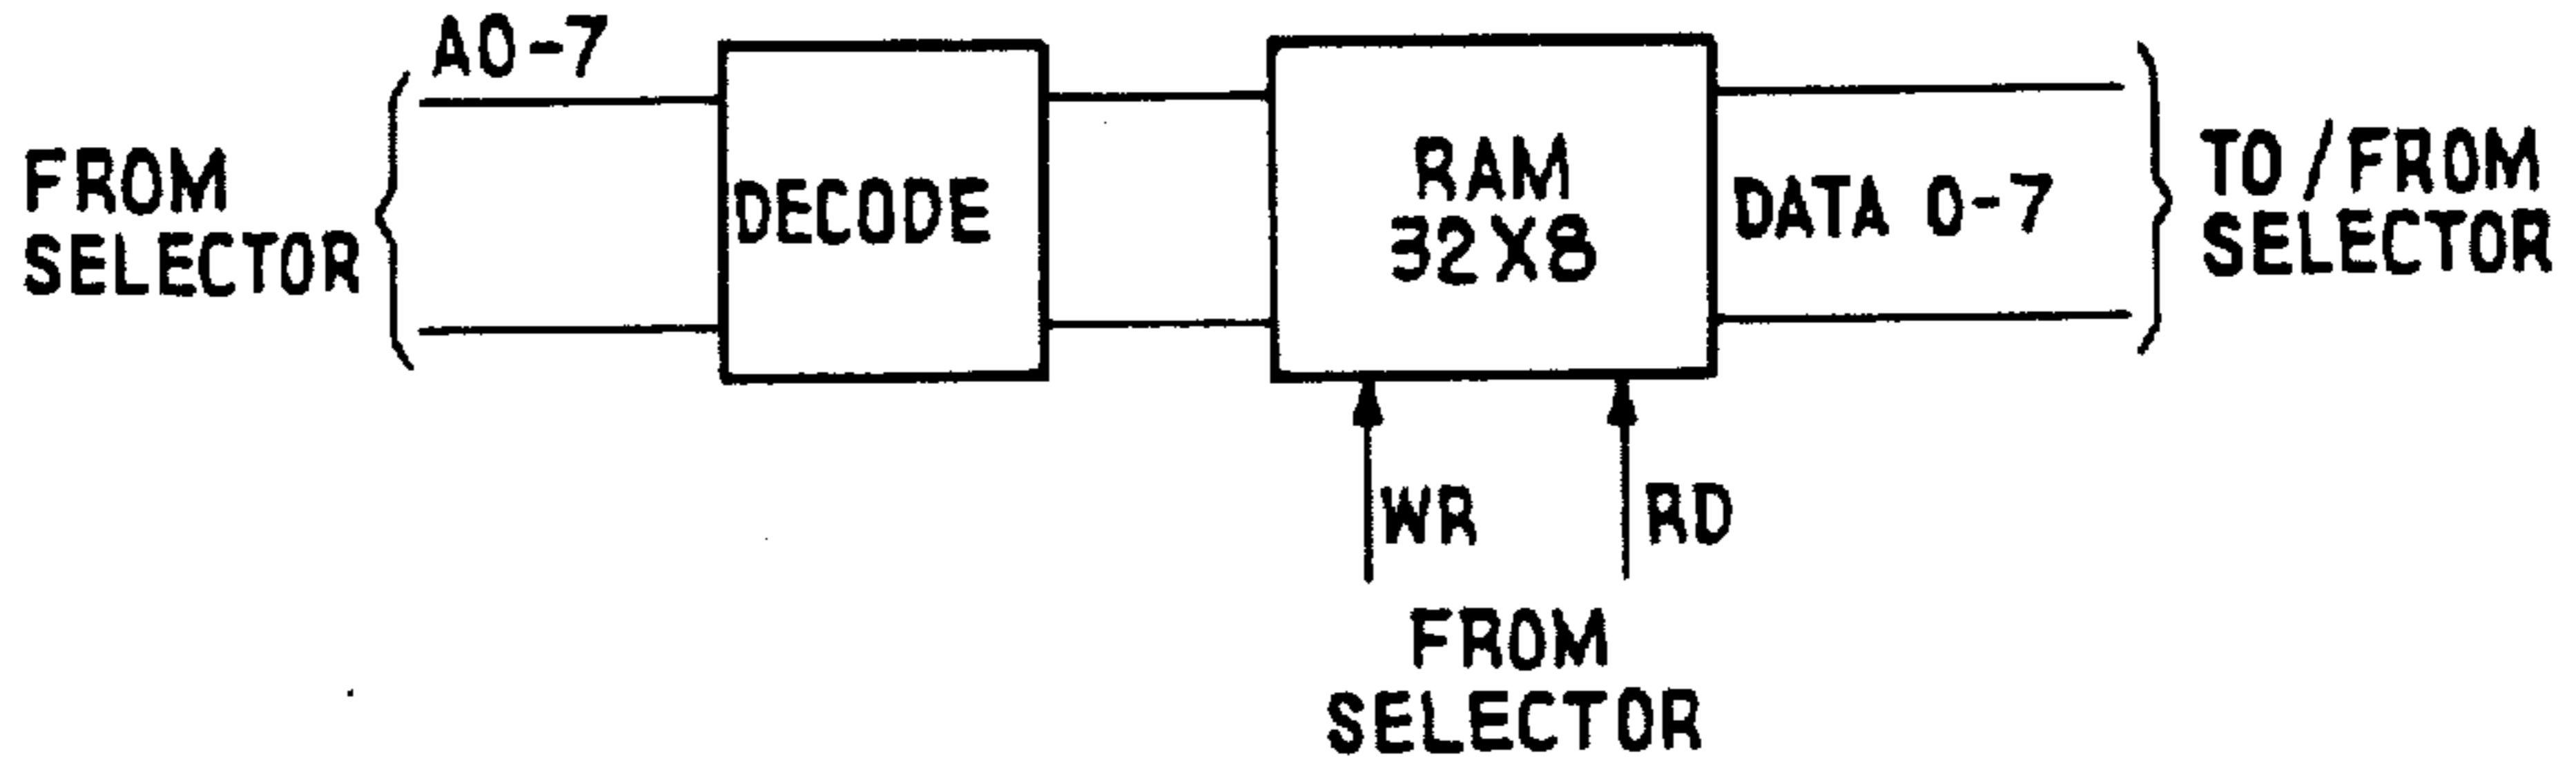 A0-7
FROM
SELECTOR
DECODE
RAM
32X8
DATA 0-7
TO/FROM
SELECTOR
WR
RD
FROM
SELECTOR